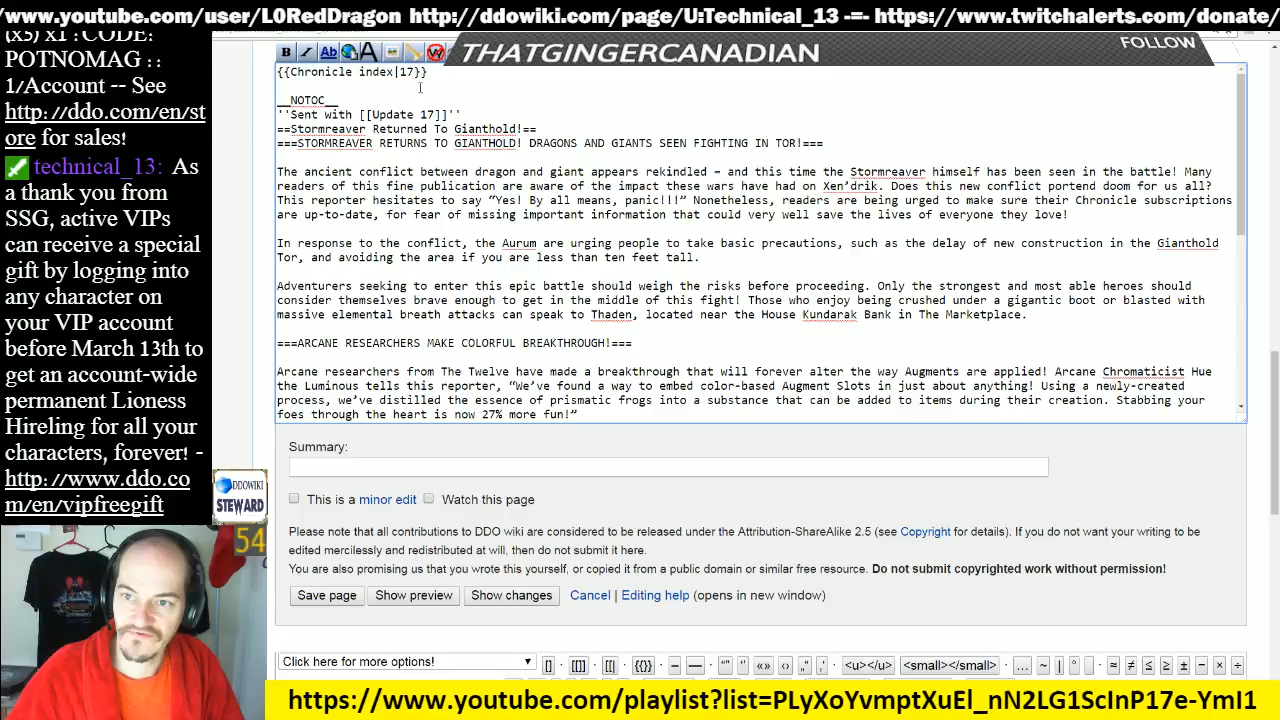 www.youtube.com/user/L0RedDragon http://ddowiki.com/page/U:Technical_13 -=- https://www.twitchalerts.com/donate/
(x5) x1 :CODE:
POTNOMAG : :
1/Account -- See
http://ddo.com/en/st
ore for sales!
technical_13: As
a thank you from
SSG, active VIPs
can receive a special
gift by logging into
any character on
your VIP account
before March 13th to
get an account-wide
permanent Lioness
Hireling for all your
characters, forever! -
http://www.ddo.co
m/en/vipfreegift
DDOWIKI
STEWARD
54
THATGINGERCANADIAN
FOLLOW
B I Ab A W
{{Chronicle index|17}}
__NOTOC__
''Sent with [[Update 17]]''
==Stormreaver Returned To Gianthold!==
===STORMREAVER RETURNS TO GIANTHOLD! DRAGONS AND GIANTS SEEN FIGHTING IN TOR!===
The ancient conflict between dragon and giant appears rekindled – and this time the Stormreaver himself has been seen in the battle! Many
readers of this fine publication are aware of the impact these wars have had on Xen’drik. Does this new conflict portend doom for us all?
This reporter hesitates to say “Yes! By all means, panic!!!” Nonetheless, readers are being urged to make sure their Chronicle subscriptions
are up-to-date, for fear of missing important information that could very well save the lives of everyone they love!
In response to the conflict, the Aurum are urging people to take basic precautions, such as the delay of new construction in the Gianthold
Tor, and avoiding the area if you are less than ten feet tall.
Adventurers seeking to enter this epic battle should weigh the risks before proceeding. Only the strongest and most able heroes should
consider themselves brave enough to get in the middle of this fight! Those who enjoy being crushed under a gigantic boot or blasted with
massive elemental breath attacks can speak to Thaden, located near the House Kundarak Bank in The Marketplace.
===ARCANE RESEARCHERS MAKE COLORFUL BREAKTHROUGH!===
Arcane researchers from The Twelve have made a breakthrough that will forever alter the way Augments are applied! Arcane Chromaticist Hue
the Luminous tells this reporter, “We’ve found a way to embed color-based Augment Slots in just about anything! Using a newly-created
process, we’ve distilled the essence of prismatic frogs into a substance that can be added to items during their creation. Stabbing your
foes through the heart is now 27% more fun!”
Summary:
This is a minor edit Watch this page
Please note that all contributions to DDO wiki are considered to be released under the Attribution-ShareAlike 2.5 (see Copyright for details). If you do not want your writing to be
edited mercilessly and redistributed at will, then do not submit it here.
You are also promising us that you wrote this yourself, or copied it from a public domain or similar free resource. Do not submit copyrighted work without permission!
Save page Show preview Show changes Cancel | Editing help (opens in new window)
Click here for more options! [] · [[]] · [[| · {{}} · – · — · “” · ‘’ · «» · ‹› · „“ · ‚‘ · <u></u> · <small></small> · … · ~ · | · ° · · ≈ · ≠ · ≤ · ≥ · ± · − · × · ÷
https://www.youtube.com/playlist?list=PLyXoYvmptXuEl_nN2LG1ScInP17e-YmI1